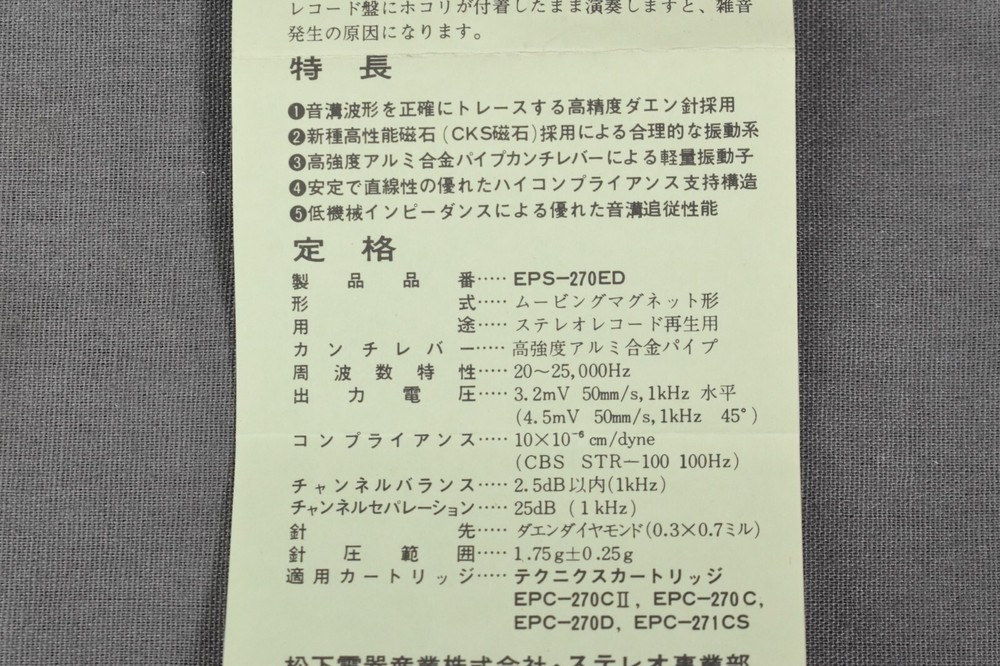 レコード盤にホコリが付着したまま演奏しますと、雑音
発生の原因になります。
特長
❶音溝波形を正確にトレースする高精度ダエン針採用
❷新種高性能磁石(CKS磁石)採用による合理的な振動系
❸高強度アルミ合金パイプカンチレバーによる軽量振動子
❹安定で直線性の優れたハイコンプライアンス支持構造
❺低機械インピーダンスによる優れた音溝追従性能
定格
製品品番‥‥‥EPS-270ED
形式‥‥‥ムービングマグネット形
用途‥‥‥ステレオレコード再生用
カンチレバー‥‥‥高強度アルミ合金パイプ
周波数特性‥‥‥20〜25,000Hz
出力電圧‥‥‥3.2mV 50mm/s,1kHz 水平
(4.5mV 50mm/s,1kHz 45°)
コンプライアンス‥‥‥10×10⁻⁶cm/dyne
(CBS STR-100 100Hz)
チャンネルバランス‥‥‥2.5dB以内(1kHz)
チャンネルセパレーション‥‥‥25dB (1kHz)
針先‥‥‥ダエンダイヤモンド(0.3×0.7ミル)
針圧範囲‥‥‥1.75g±0.25g
適用カートリッジ‥‥‥テクニクスカートリッジ
EPC-270CⅡ, EPC-270C,
EPC-270D, EPC-271CS
松下電器産業株式会社・ステレオ事業部